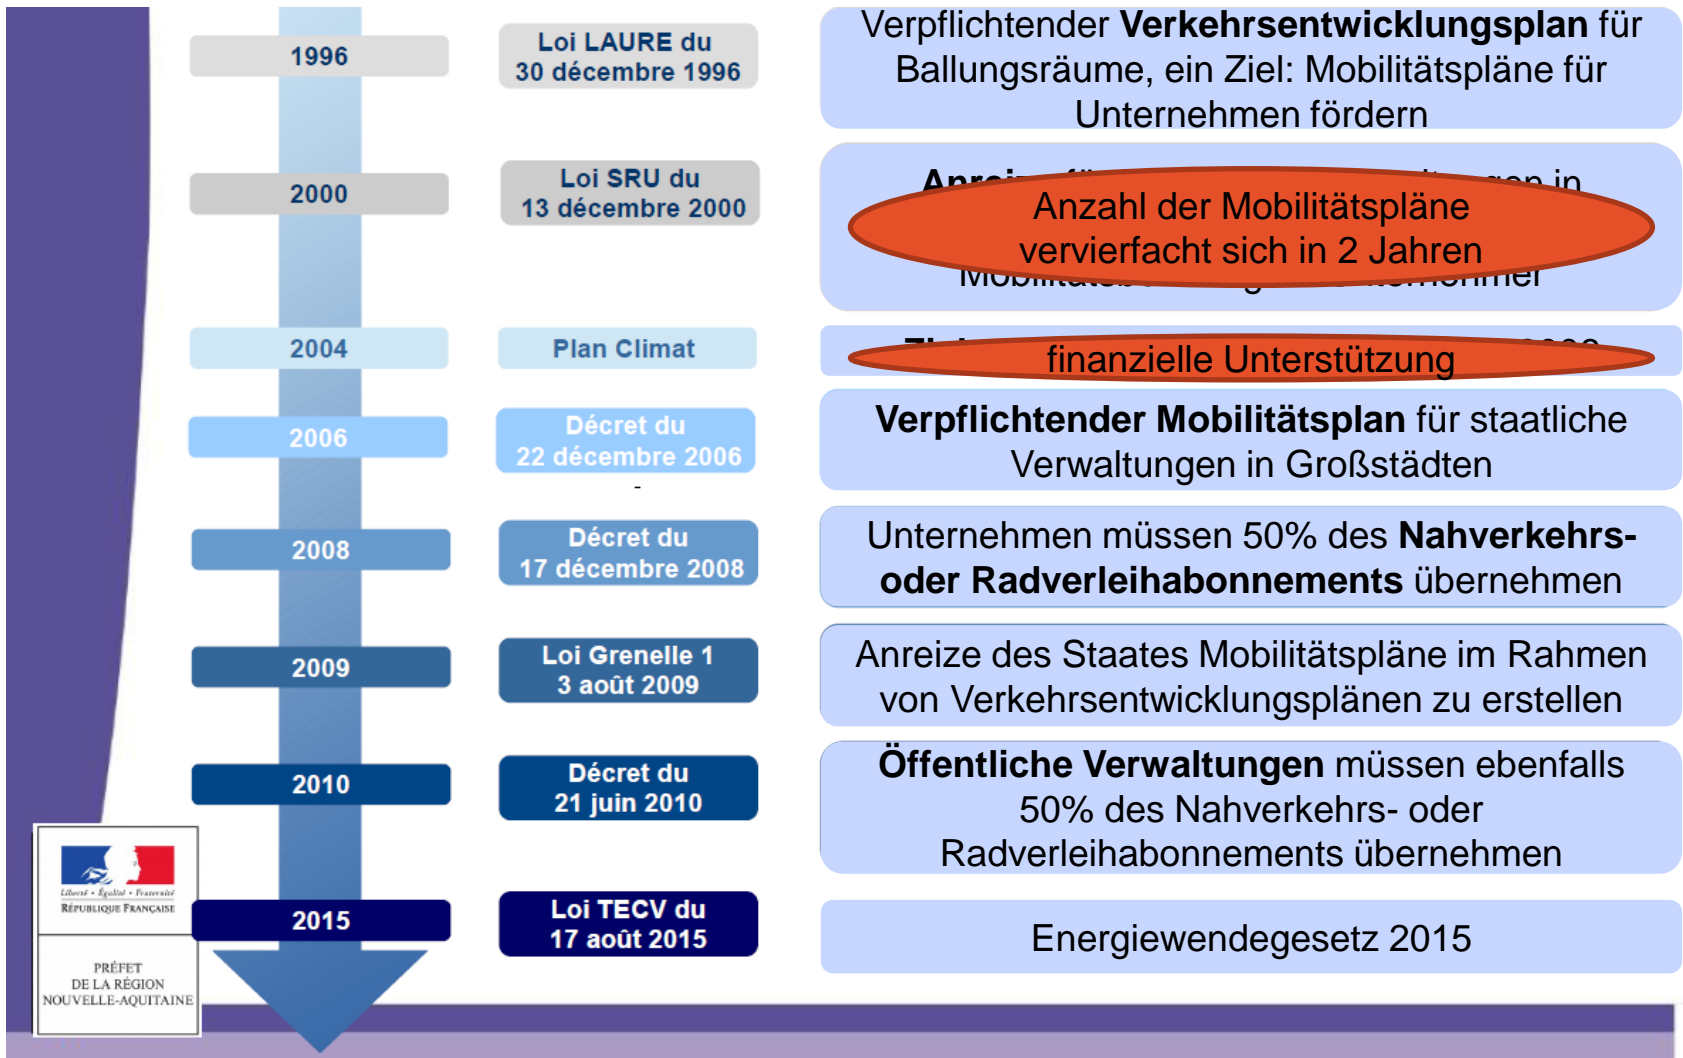 1996
Loi LAURE du
30 décembre 1996
Verpflichtender Verkehrsentwicklungsplan für
Ballungsräume, ein Ziel: Mobilitätspläne für
Unternehmen fördern
2000
Loi SRU du
13 décembre 2000
in
Anzahl der Mobilitätspläne
vervierfacht sich in 2 Jahren
2004
Plan Climat
finanzielle Unterstützung
2006
Décret du
22 décembre 2006
-
Verpflichtender Mobilitätsplan für staatliche
Verwaltungen in Großstädten
2008
Décret du
17 décembre 2008
Unternehmen müssen 50% des Nahverkehrs-
oder Radverleihabonnements übernehmen
2009
Loi Grenelle 1
3 août 2009
Anreize des Staates Mobilitätspläne im Rahmen
von Verkehrsentwicklungsplänen zu erstellen
2010
Décret du
21 juin 2010
Öffentliche Verwaltungen müssen ebenfalls
50% des Nahverkehrs- oder
Radverleihabonnements übernehmen
2015
Loi TECV du
17 août 2015
Energiewendegesetz 2015
Liberté • Égalité • Fraternité
RÉPUBLIQUE FRANÇAISE
PRÉFET
DE LA RÉGION
NOUVELLE-AQUITAINE